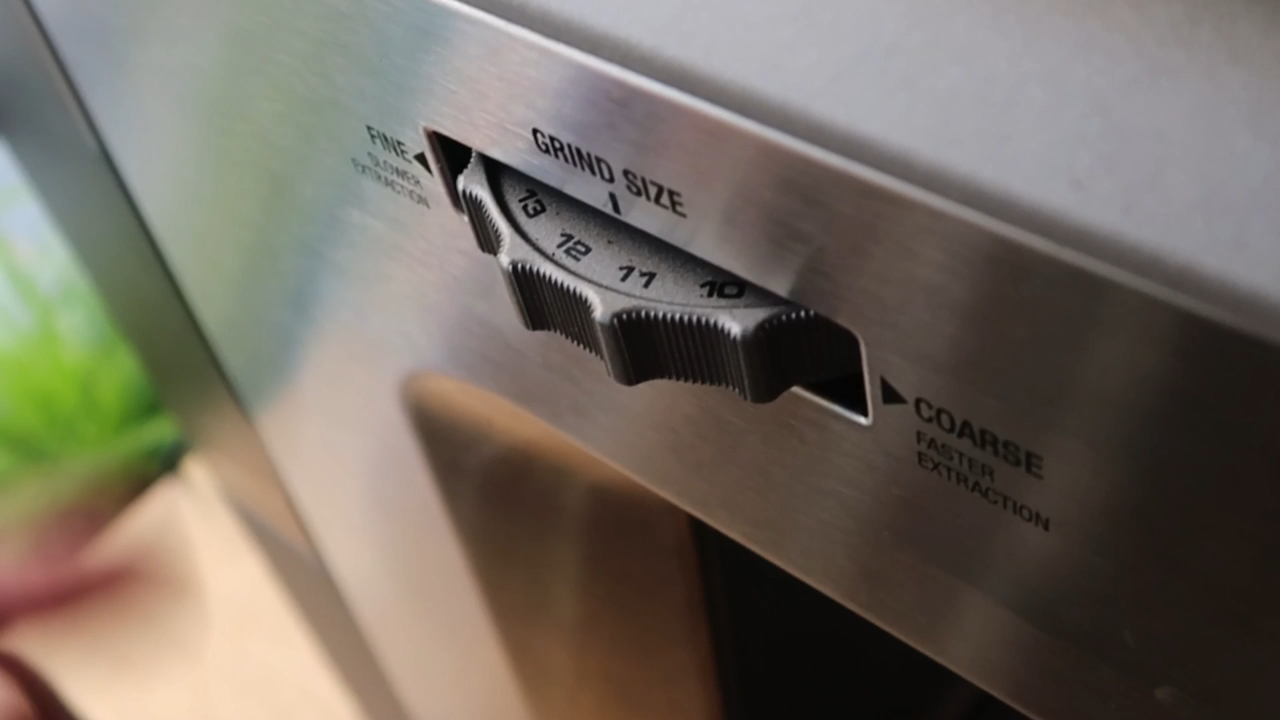 GRIND SIZE
FINE
SLOWER
EXTRACTION
13
12
11
10
COARSE
FASTER
EXTRACTION